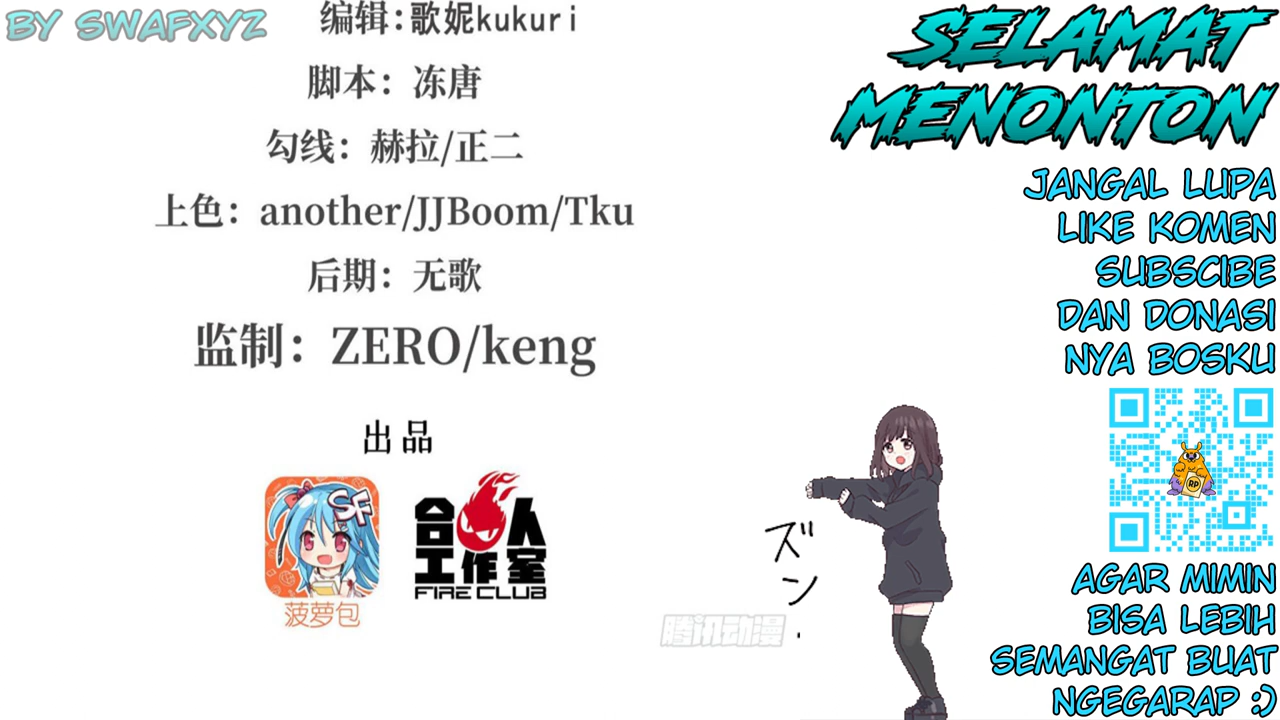 BY SWAFXYZ
编辑:歌妮kukuri
脚本：冻唐
勾线：赫拉/正二
上色：another/JJBoom/Tku
后期：无歌
监制：ZERO/keng
出品
SF
菠萝包
合火人
工作室
FIRE CLUB
腾讯动漫
ズ
ン
SELAMAT
MENONTON
JANGAL LUPA
LIKE KOMEN
SUBSCIBE
DAN DONASI
NYA BOSKU
RP
AGAR MIMIN
BISA LEBIH
SEMANGAT BUAT
NGEGARAP :)